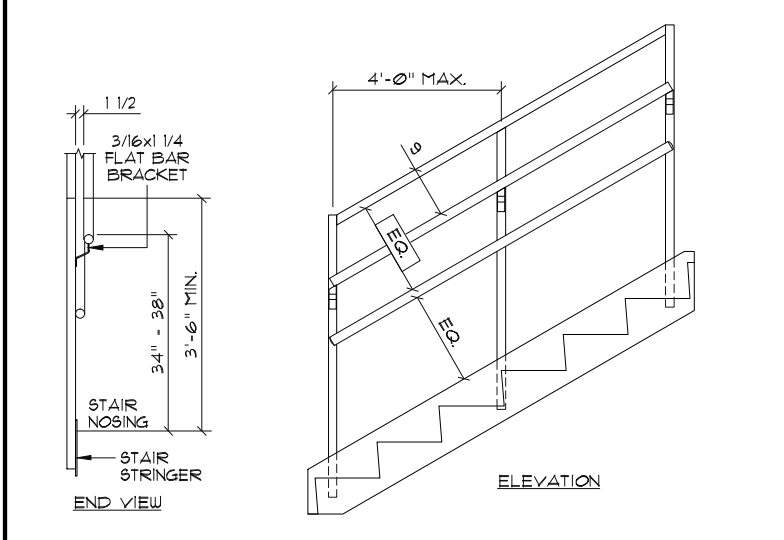 1 1/2
3/16x1 1/4
FLAT BAR
BRACKET
34" - 38"
3'-6" MIN.
STAIR
NOSING
STAIR
STRINGER
END VIEW
4'-0" MAX.
9
EQ.
EQ.
ELEVATION